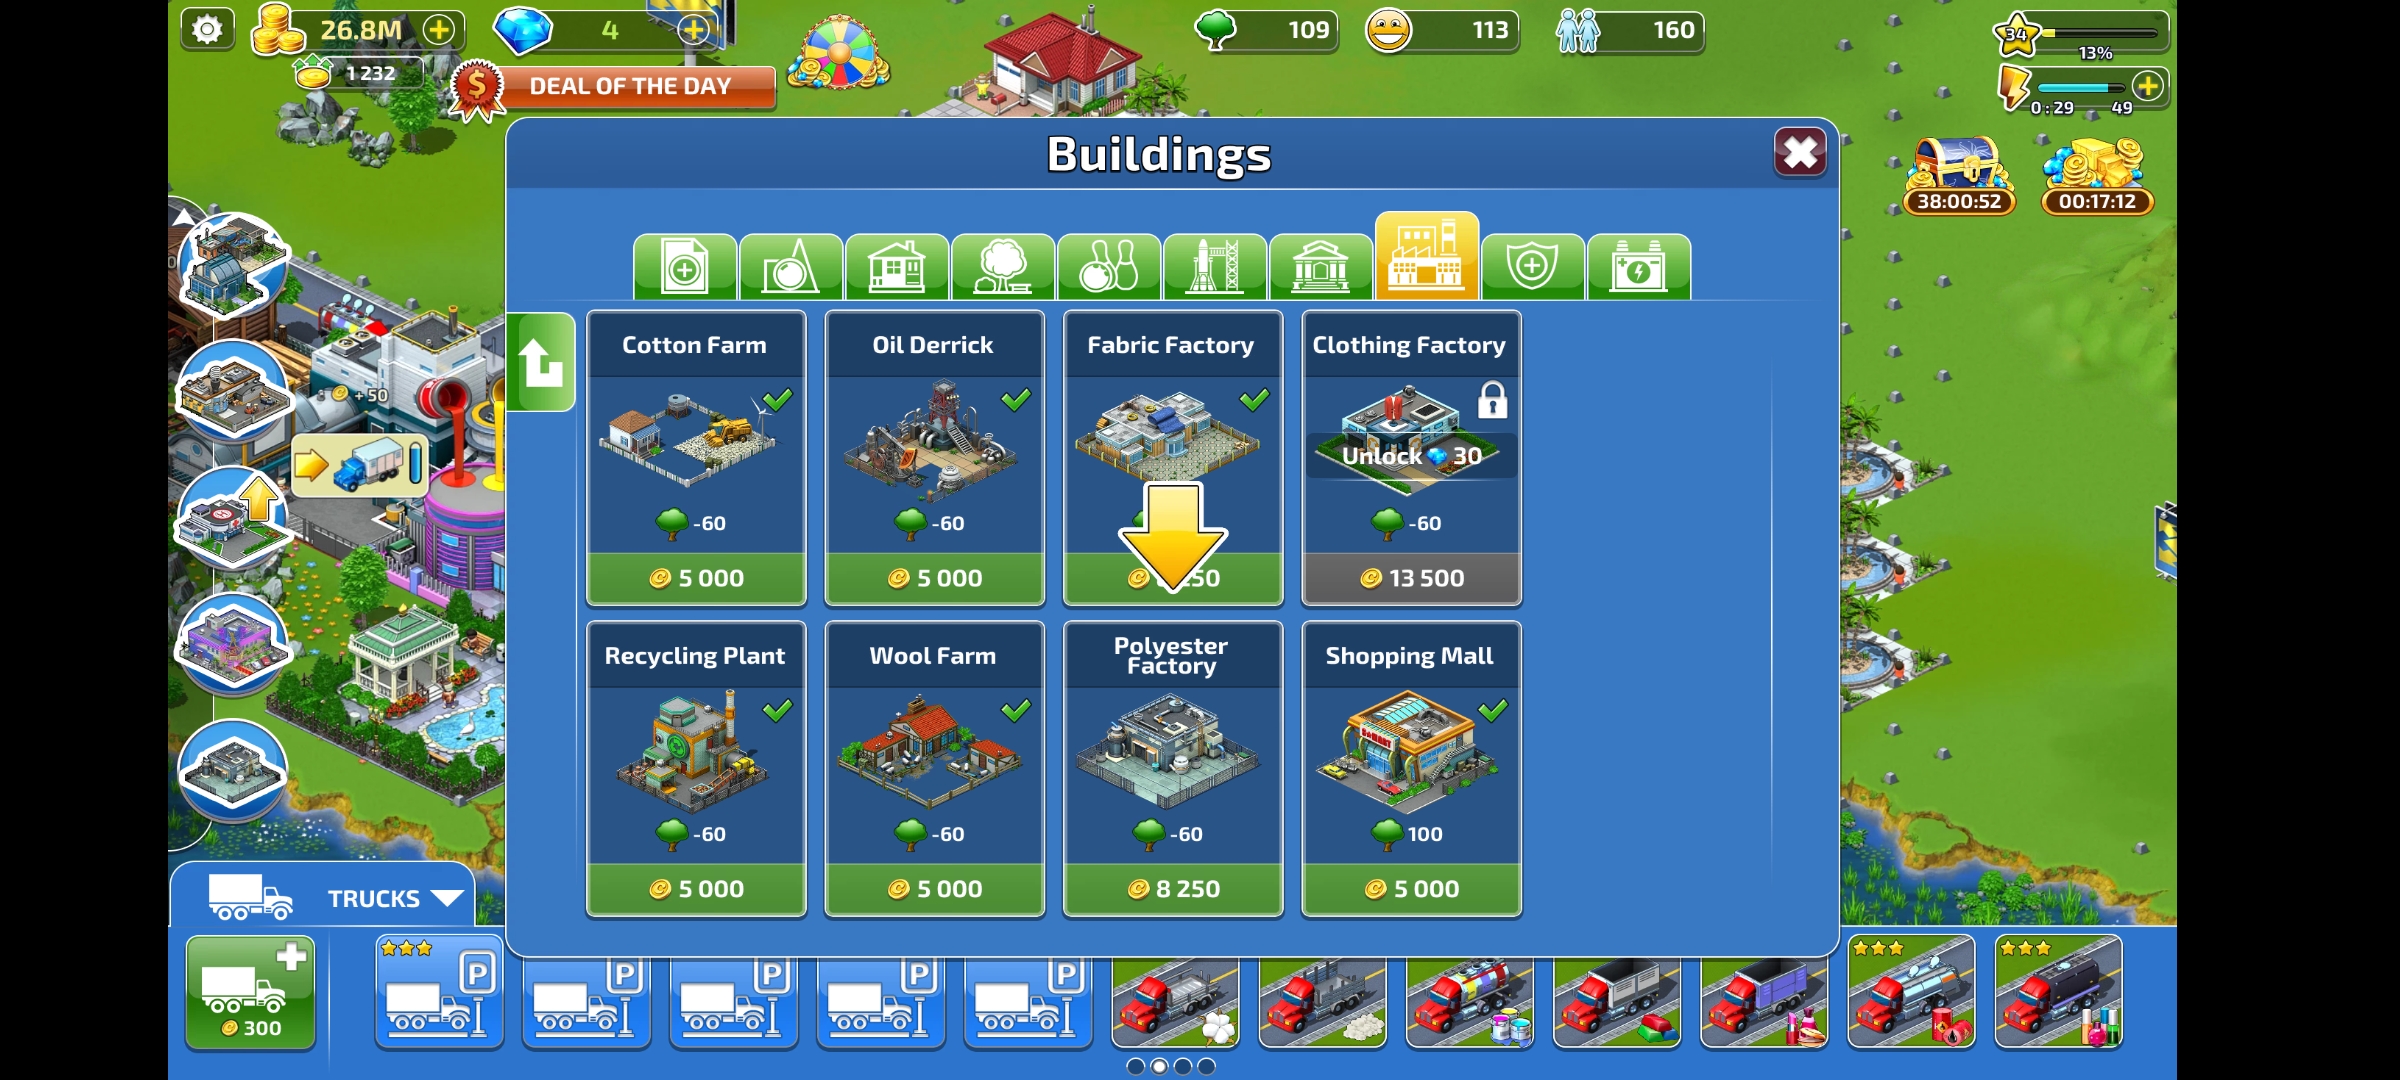 26.8M
4
109
113
160
34
13%
1 232
DEAL OF THE DAY
0:29
49
Buildings
38:00:52
00:17:12
Cotton Farm
Oil Derrick
Fabric Factory
Clothing Factory
+50
Unlock 30
-60
-60
-60
5 000
5 000
13 500
Recycling Plant
Wool Farm
Polyester
Factory
Shopping Mall
-60
-60
-60
100
TRUCKS
5 000
5 000
8 250
5 000
P
P
P
P
P
300